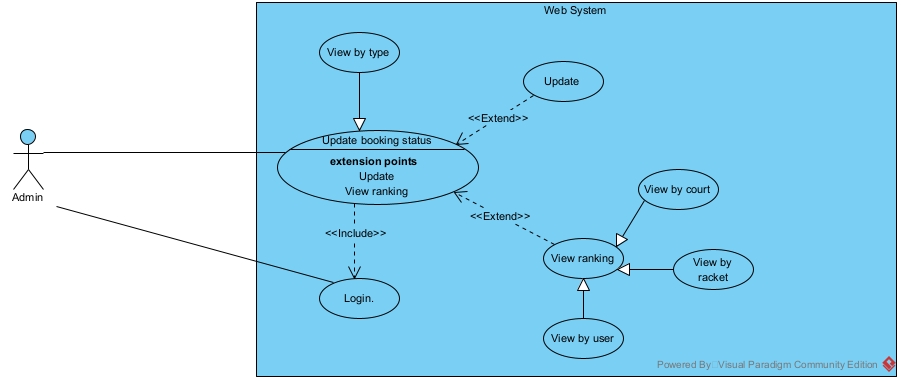 Web System
View by type
Update
<<Extend>>
Update booking status
extension points
Update
View ranking
Admin
View by court
<<Extend>>
<<Include>>
View ranking
View by
racket
Login.
View by user
Powered By: Visual Paradigm Community Edition